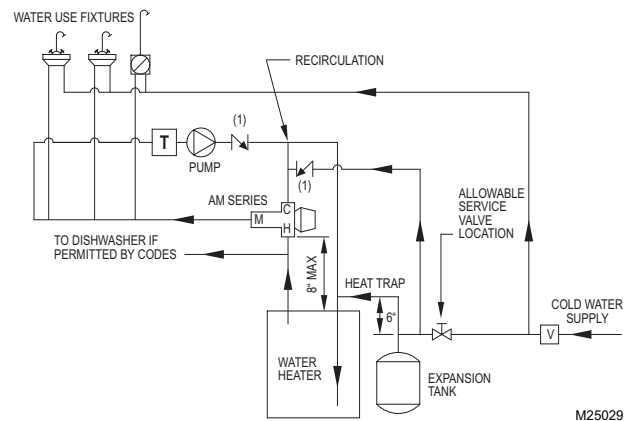 WATER USE FIXTURES
RECIRCULATION
(1)
T
PUMP
(1)
AM SERIES
C
M
H
ALLOWABLE
SERVICE
VALVE
LOCATION
TO DISHWASHER IF
PERMITTED BY CODES
8" MAX
HEAT TRAP
6"
COLD WATER
SUPPLY
V
WATER
HEATER
EXPANSION
TANK
M25029